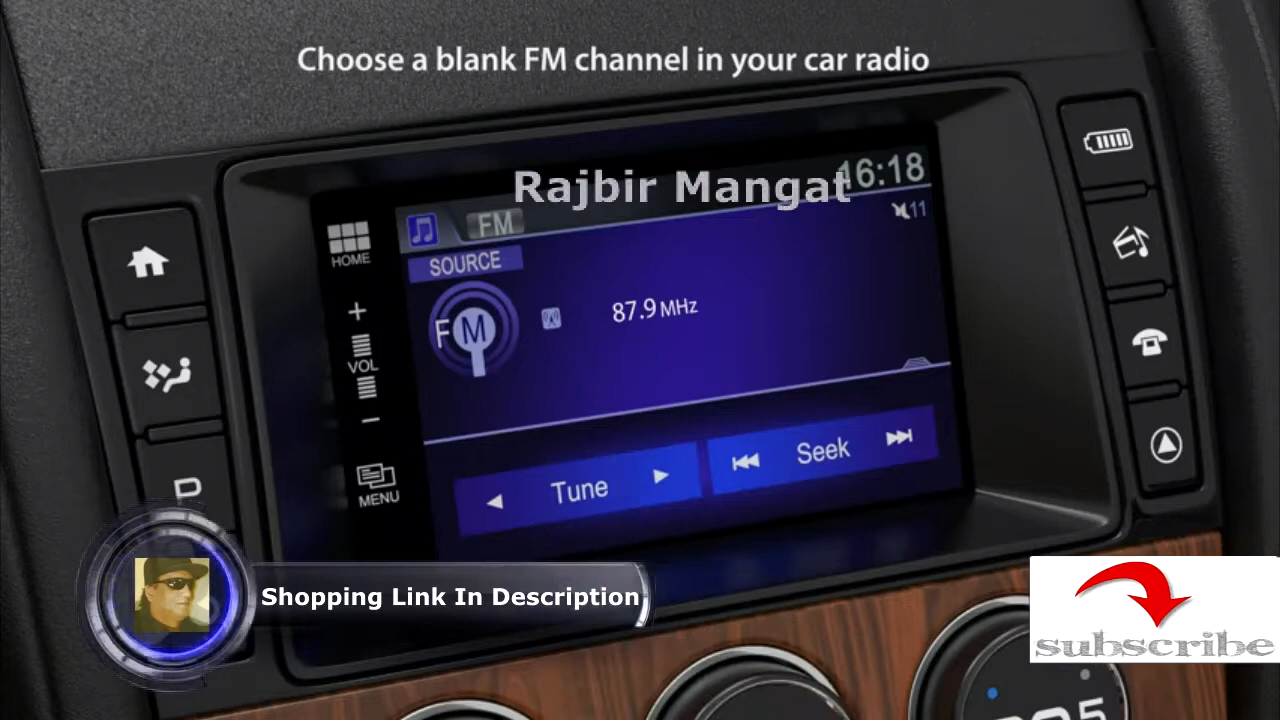 Choose a blank FM channel in your car radio
Rajbir Mangat
16:18
FM
11
HOME
SOURCE
FM
87.9 MHz
VOL
Tune
Seek
MENU
P
Shopping Link In Description
subscribe